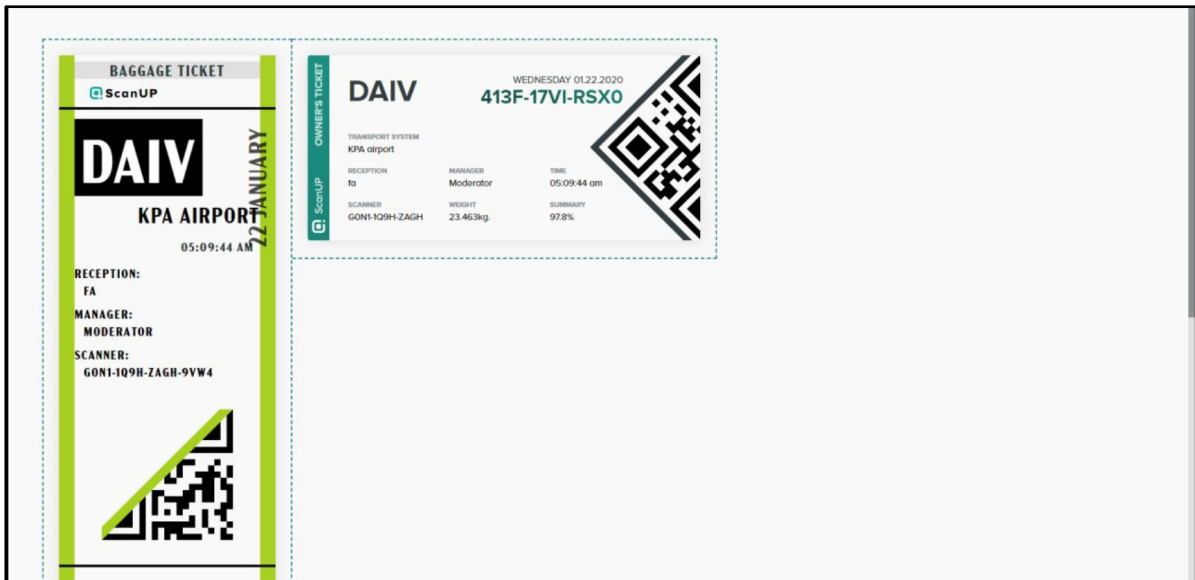 BAGGAGE TICKET
ScanUP
DAIV
22 JANUARY
KPA AIRPORT
05:09:44 AM
RECEPTION:
FA
MANAGER:
MODERATOR
SCANNER:
G0N1-1Q9H-ZAGH-9VW4
ScanUP OWNER'S TICKET
DAIV
WEDNESDAY 01.22.2020
413F-17VI-RSX0
TRANSPORT SYSTEM
KPA airport
RECEPTION MANAGER TIME
fa Moderator 05:09:44 am
SCANNER WEIGHT SUMMARY
G0N1-1Q9H-ZAGH 23.463kg. 97.8%